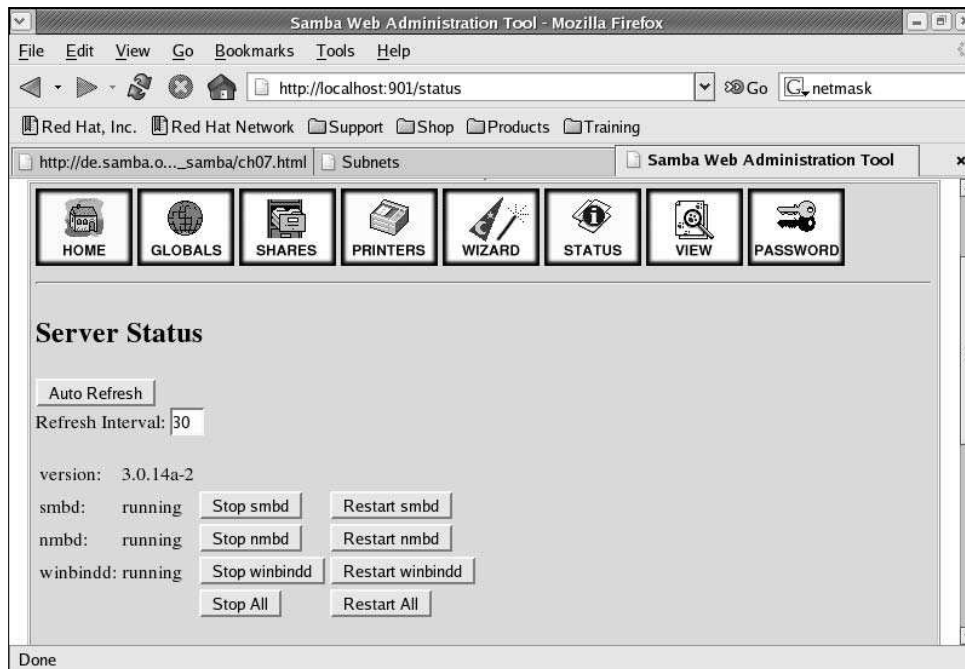 Samba Web Administration Tool - Mozilla Firefox
File Edit View Go Bookmarks Tools Help
http://localhost:901/status Go G netmask
Red Hat, Inc. Red Hat Network Support Shop Products Training
http://de.samba.o..._samba/ch07.html Subnets Samba Web Administration Tool
HOME GLOBALS SHARES PRINTERS WIZARD STATUS VIEW PASSWORD
Server Status
Auto Refresh
Refresh Interval: 30
version: 3.0.14a-2
smbd: running Stop smbd Restart smbd
nmbd: running Stop nmbd Restart nmbd
winbindd: running Stop winbindd Restart winbindd
Stop All Restart All
Done